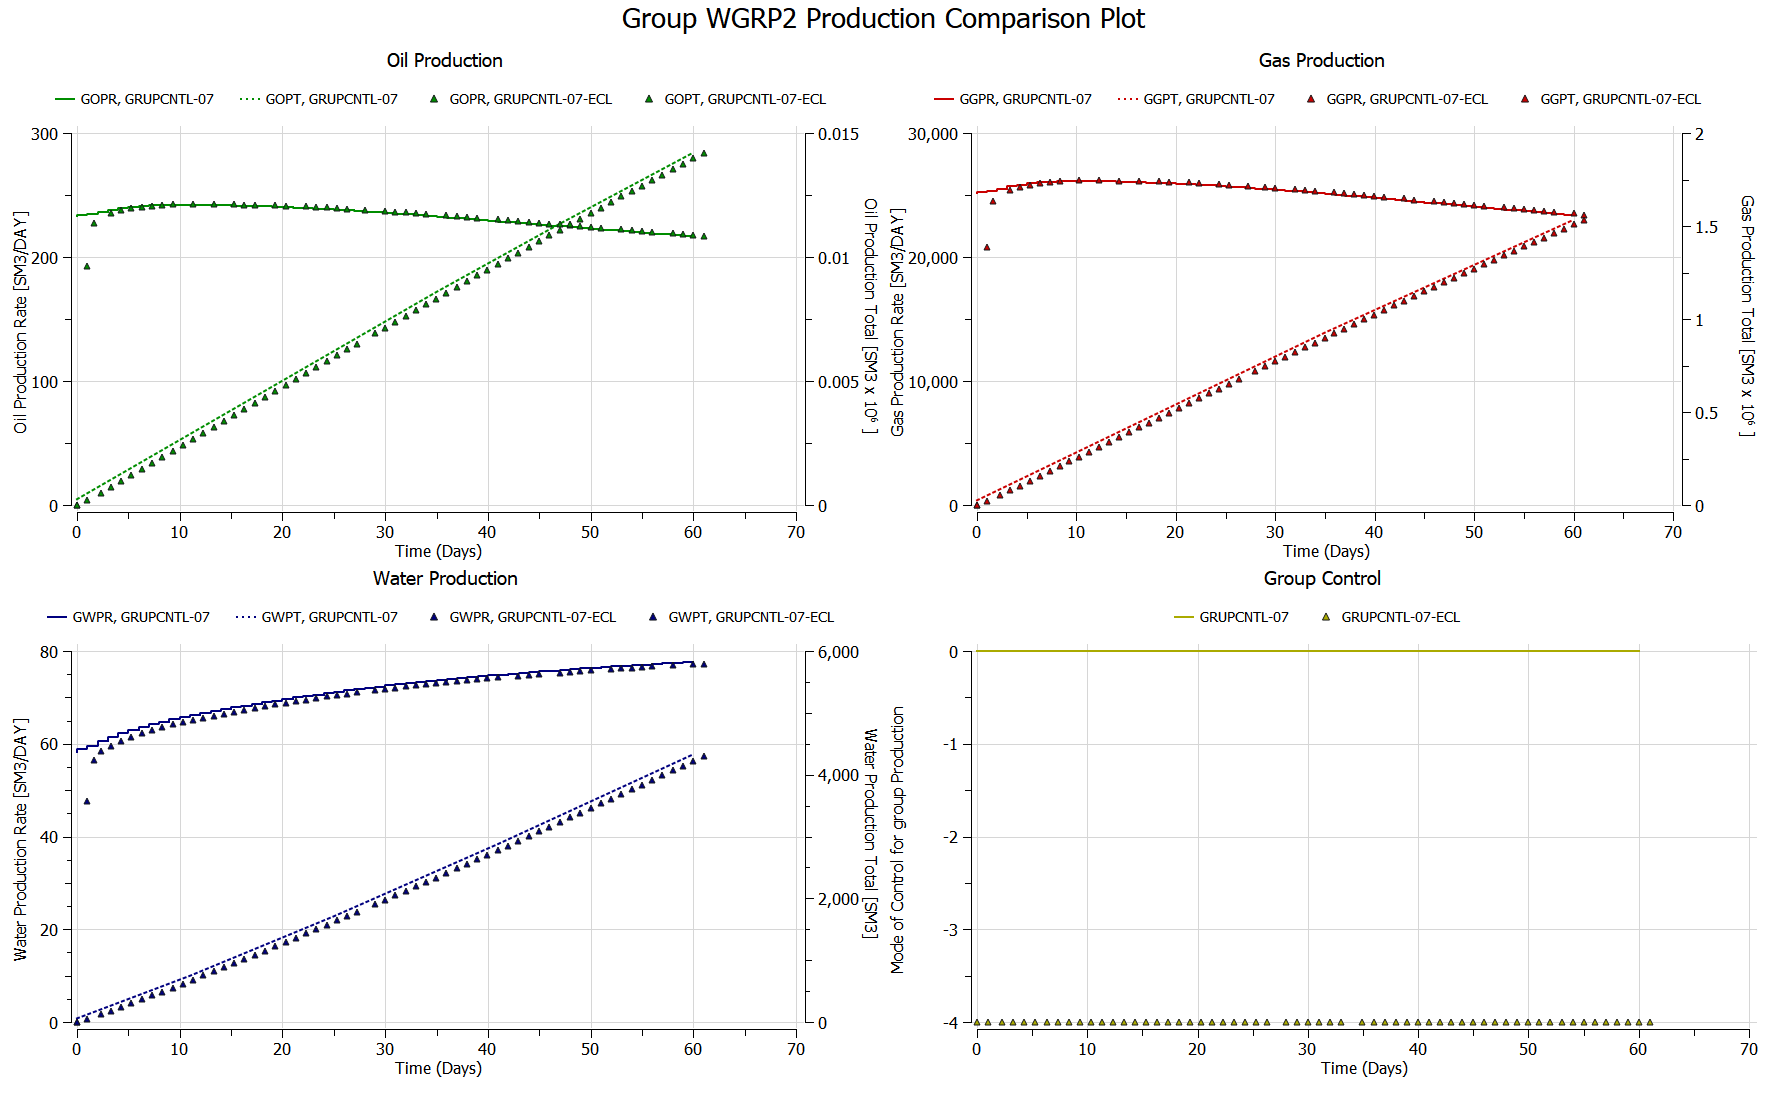 Group WGRP2 Production Comparison Plot
Oil Production
GOPR, GRUPCNTL-07 GOPT, GRUPCNTL-07 GOPR, GRUPCNTL-07-ECL GOPT, GRUPCNTL-07-ECL
300
200
100
0
Oil Production Rate [SM3/DAY]
0.015
0.01
0.005
0
Oil Production Total [SM3 x 10⁶ ]
0 10 20 30 40 50 60 70
Time (Days)
Gas Production
GGPR, GRUPCNTL-07 GGPT, GRUPCNTL-07 GGPR, GRUPCNTL-07-ECL GGPT, GRUPCNTL-07-ECL
30,000
20,000
10,000
0
Gas Production Rate [SM3/DAY]
2
1.5
1
0.5
0
Gas Production Total [SM3 x 10⁶ ]
0 10 20 30 40 50 60 70
Time (Days)
Water Production
GWPR, GRUPCNTL-07 GWPT, GRUPCNTL-07 GWPR, GRUPCNTL-07-ECL GWPT, GRUPCNTL-07-ECL
80
60
40
20
0
Water Production Rate [SM3/DAY]
6,000
4,000
2,000
0
Water Production Total [SM3]
0 10 20 30 40 50 60 70
Time (Days)
Group Control
GRUPCNTL-07 GRUPCNTL-07-ECL
0
-1
-2
-3
-4
Mode of Control for group Production
0 10 20 30 40 50 60 70
Time (Days)